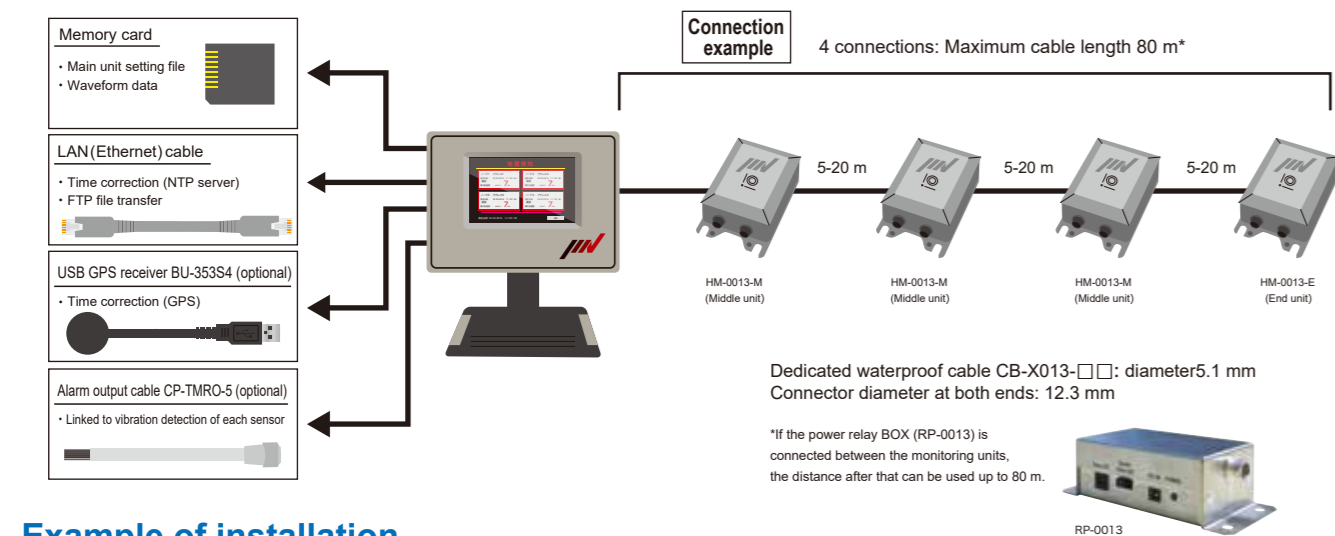 Memory card
・Main unit setting file
・Waveform data
LAN(Ethernet)cable
・Time correction (NTP server)
・FTP file transfer
USB GPS receiver BU-353S4 (optional)
・Time correction (GPS)
Alarm output cable CP-TMRO-5 (optional)
・Linked to vibration detection of each sensor
Connection
example
4 connections: Maximum cable length 80 m*
5-20 m
5-20 m
5-20 m
HM-0013-M
(Middle unit)
HM-0013-M
(Middle unit)
HM-0013-M
(Middle unit)
HM-0013-E
(End unit)
Dedicated waterproof cable CB-X013-□□: diameter5.1 mm
Connector diameter at both ends: 12.3 mm
*If the power relay BOX (RP-0013) is
connected between the monitoring units,
the distance after that can be used up to 80 m.
RP-0013
Example of installation